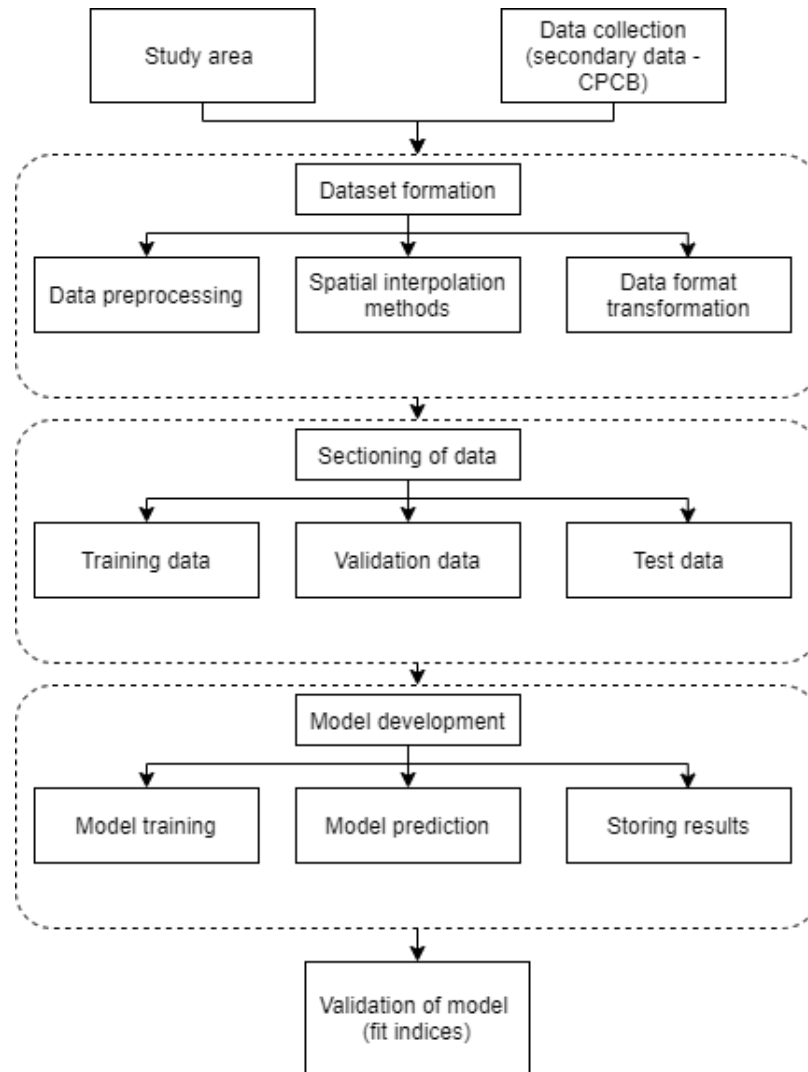 Study area
Data collection
(secondary data -
CPCB)
Dataset formation
Data preprocessing
Spatial interpolation
methods
Data format
transformation
Sectioning of data
Training data
Validation data
Test data
Model development
Model training
Model prediction
Storing results
Validation of model
(fit indices)